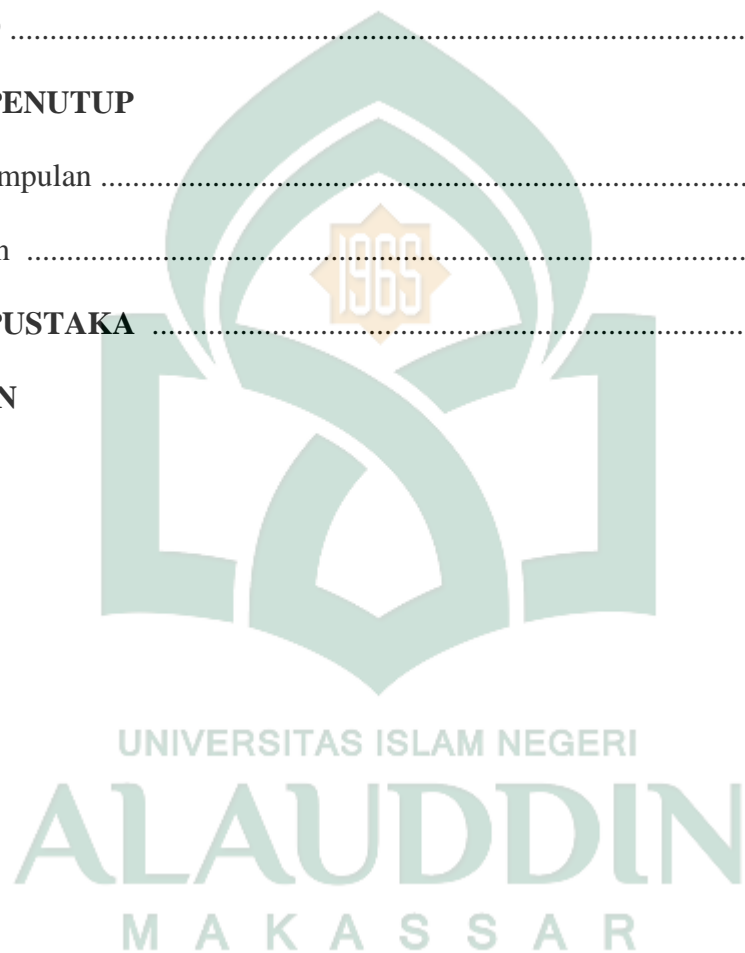 .....................................................................................................
PENUTUP
mpulan .....................................................................................
n ...................................................................................................
PUSTAKA ...........................................................................
N
1965
UNIVERSITAS ISLAM NEGERI
ALAUDDIN
MAKASSAR